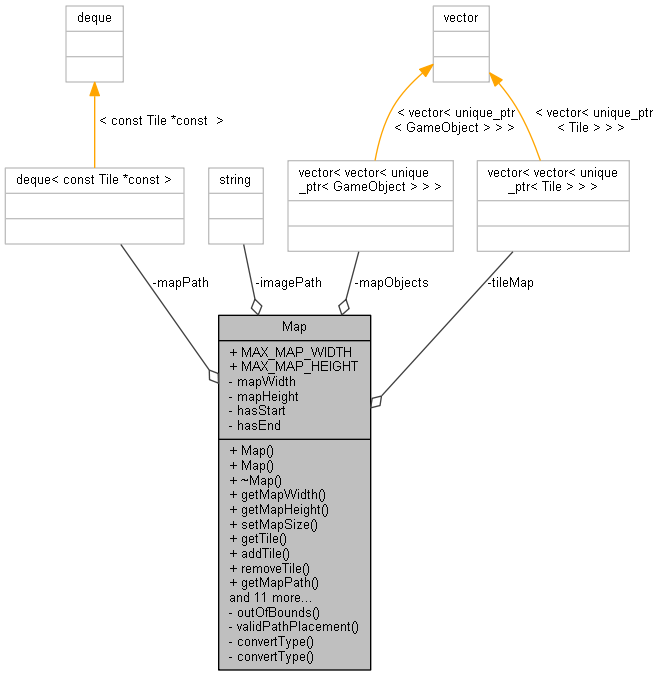 deque
vector
< const Tile *const >
< vector< unique_ptr
< GameObject > > >
< vector< unique_ptr
< Tile > > >
deque< const Tile *const >
string
vector< vector< unique
_ptr< GameObject > > >
vector< vector< unique
_ptr< Tile > > >
-mapPath
-imagePath
-mapObjects
-tileMap
Map
+ MAX_MAP_WIDTH
+ MAX_MAP_HEIGHT
- mapWidth
- mapHeight
- hasStart
- hasEnd
+ Map()
+ Map()
+ ~Map()
+ getMapWidth()
+ getMapHeight()
+ setMapSize()
+ getTile()
+ addTile()
+ removeTile()
+ getMapPath()
and 11 more...
- outOfBounds()
- validPathPlacement()
- convertType()
- convertType()